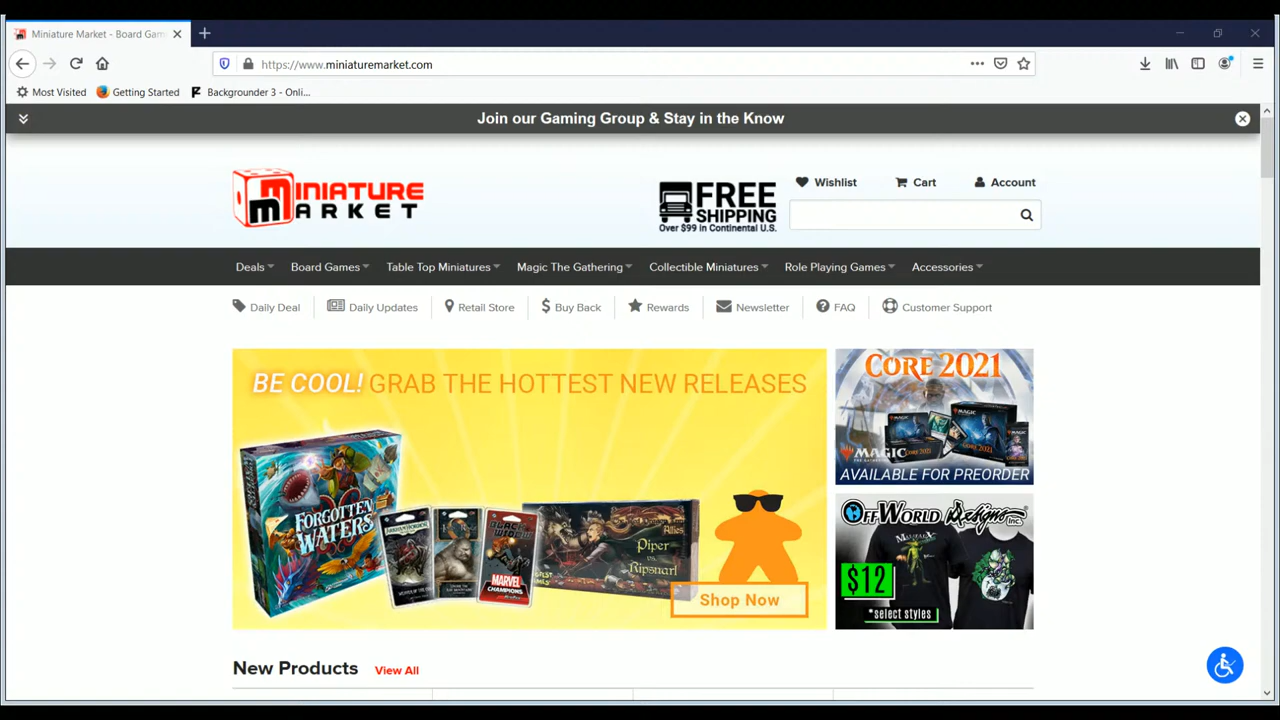 Miniature Market - Board Gam
https://www.miniaturemarket.com
Most Visited
Getting Started
Backgrounder 3 - Onli...
Join our Gaming Group & Stay in the Know
MINIATURE
MARKET
FREE
SHIPPING
Over $99 in Continental U.S.
Wishlist
Cart
Account
Deals
Board Games
Table Top Miniatures
Magic The Gathering
Collectible Miniatures
Role Playing Games
Accessories
Daily Deal
Daily Updates
Retail Store
Buy Back
Rewards
Newsletter
FAQ
Customer Support
BE COOL! GRAB THE HOTTEST NEW RELEASES
FORGOTTEN
WATERS
MARVEL
CHAMPIONS
Piper
vs.
Ripsnarl
Shop Now
CORE 2021
MAGIC
AVAILABLE FOR PREORDER
OFFWORLD Designs Inc.
$12
*select styles
New Products
View All